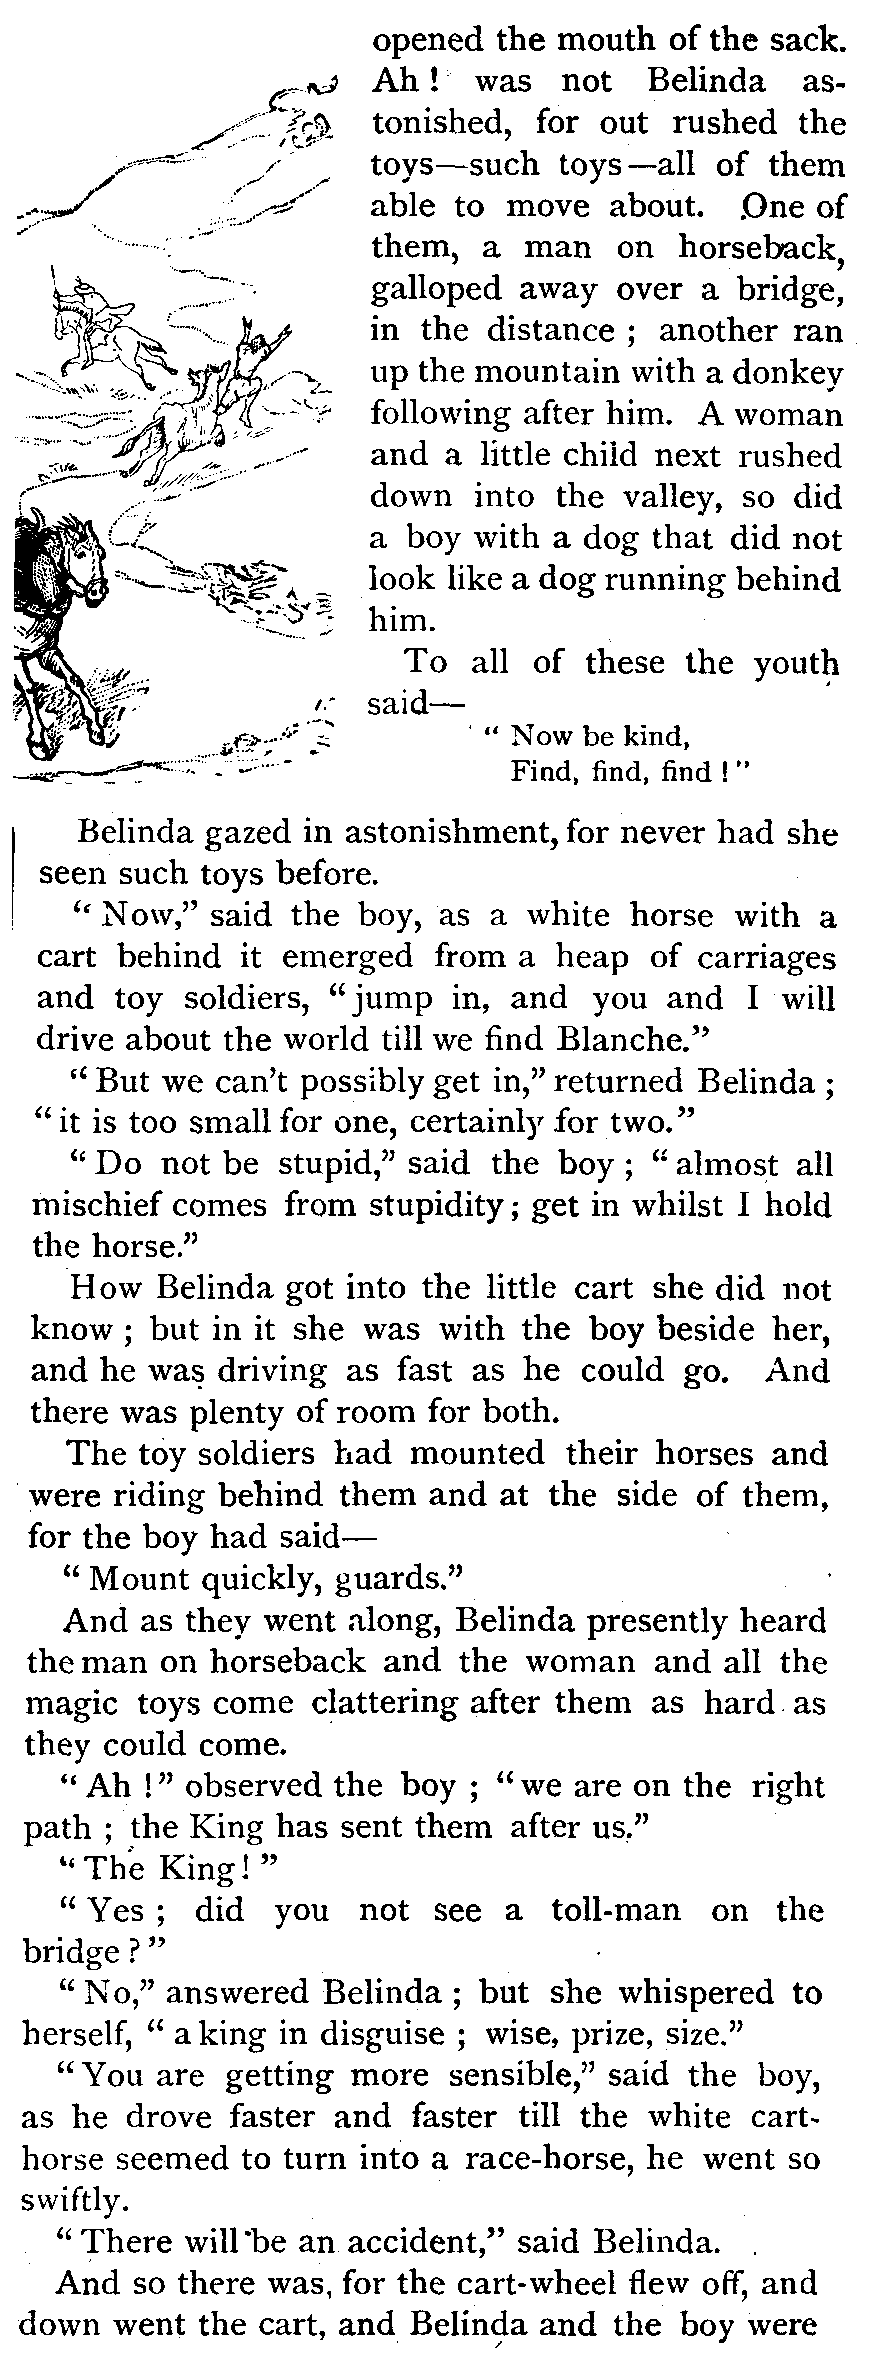 opened the mouth of the sack.
Ah! was not Belinda as-
tonished, for out rushed the
toys—such toys—all of them
able to move about. One of
them, a man on horseback,
galloped away over a bridge,
in the distance ; another ran
up the mountain with a donkey
following after him. A woman
and a little child next rushed
down into the valley, so did
a boy with a dog that did not
look like a dog running behind
him.
To all of these the youth
said—
“ Now be kind,
Find, find, find ! ”
Belinda gazed in astonishment, for never had she
seen such toys before.
“ Now,” said the boy, as a white horse with a
cart behind it emerged from a heap of carriages
and toy soldiers, “ jump in, and you and I will
drive about the world till we find Blanche.”
“ But we can’t possibly get in,” returned Belinda ;
“ it is too small for one, certainly for two.”
“ Do not be stupid,” said the boy ; “ almost all
mischief comes from stupidity ; get in whilst I hold
the horse.”
How Belinda got into the little cart she did not
know ; but in it she was with the boy beside her,
and he was driving as fast as he could go. And
there was plenty of room for both.
The toy soldiers had mounted their horses and
were riding behind them and at the side of them,
for the boy had said—
“ Mount quickly, guards.”
And as they went along, Belinda presently heard
the man on horseback and the woman and all the
magic toys come clattering after them as hard as
they could come.
“ Ah !” observed the boy ; “ we are on the right
path ; the King has sent them after us.”
“ The King! ”
“ Yes ; did you not see a toll-man on the
bridge ? ”
“ No,” answered Belinda ; but she whispered to
herself, “ a king in disguise ; wise, prize, size.”
“ You are getting more sensible,” said the boy,
as he drove faster and faster till the white cart-
horse seemed to turn into a race-horse, he went so
swiftly.
“ There will be an accident,” said Belinda.
And so there was, for the cart-wheel flew off, and
down went the cart, and Belinda and the boy were